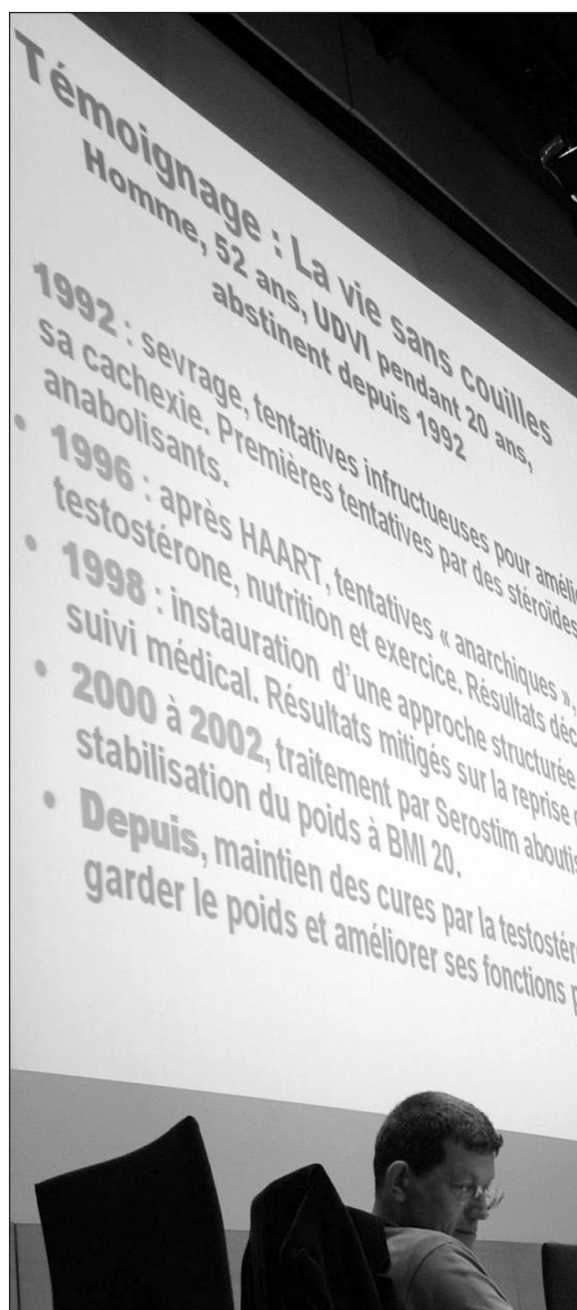 Témoignage : La vie sans couilles
Homme, 52 ans, UDVI pendant 20 ans,
abstinent depuis 1992
1992 : sevrage, tentatives infructueuses pour amélio
sa cachexie. Premières tentatives par des stéroïdes
anabolisants.
• 1996 : après HAART, tentatives « anarchiques »,
testostérone, nutrition et exercice. Résultats déc
• 1998 : instauration d'une approche structurée
suivi médical. Résultats mitigés sur la reprise
• 2000 à 2002, traitement par Serostim aboutis
stabilisation du poids à BMI 20.
• Depuis, maintien des cures par la testostér
garder le poids et améliorer ses fonctions p